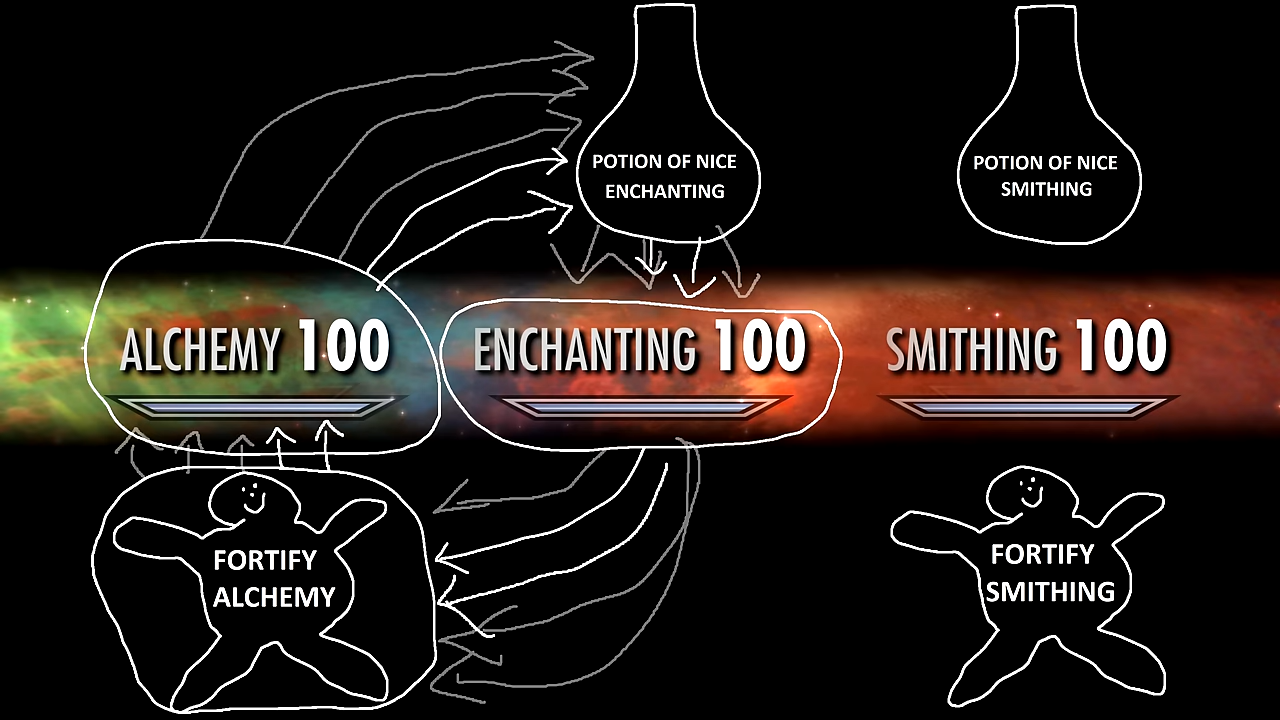 POTION OF NICE
ENCHANTING
POTION OF NICE
SMITHING
ALCHEMY 100
ENCHANTING 100
SMITHING 100
FORTIFY
ALCHEMY
FORTIFY
SMITHING